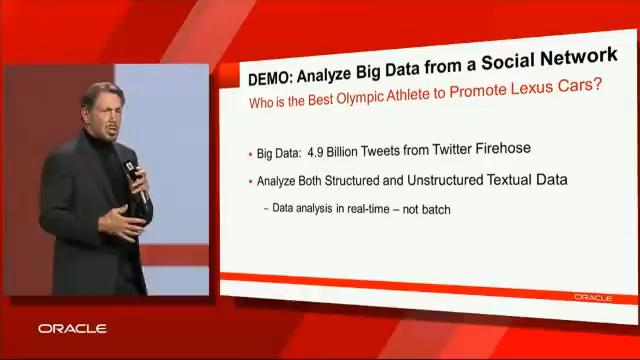 DEMO: Analyze Big Data from a Social Network
Who is the Best Olympic Athlete to Promote Lexus Cars?
• Big Data: 4.9 Billion Tweets from Twitter Firehose
• Analyze Both Structured and Unstructured Textual Data
– Data analysis in real-time – not batch
ORACLE
ORACLE